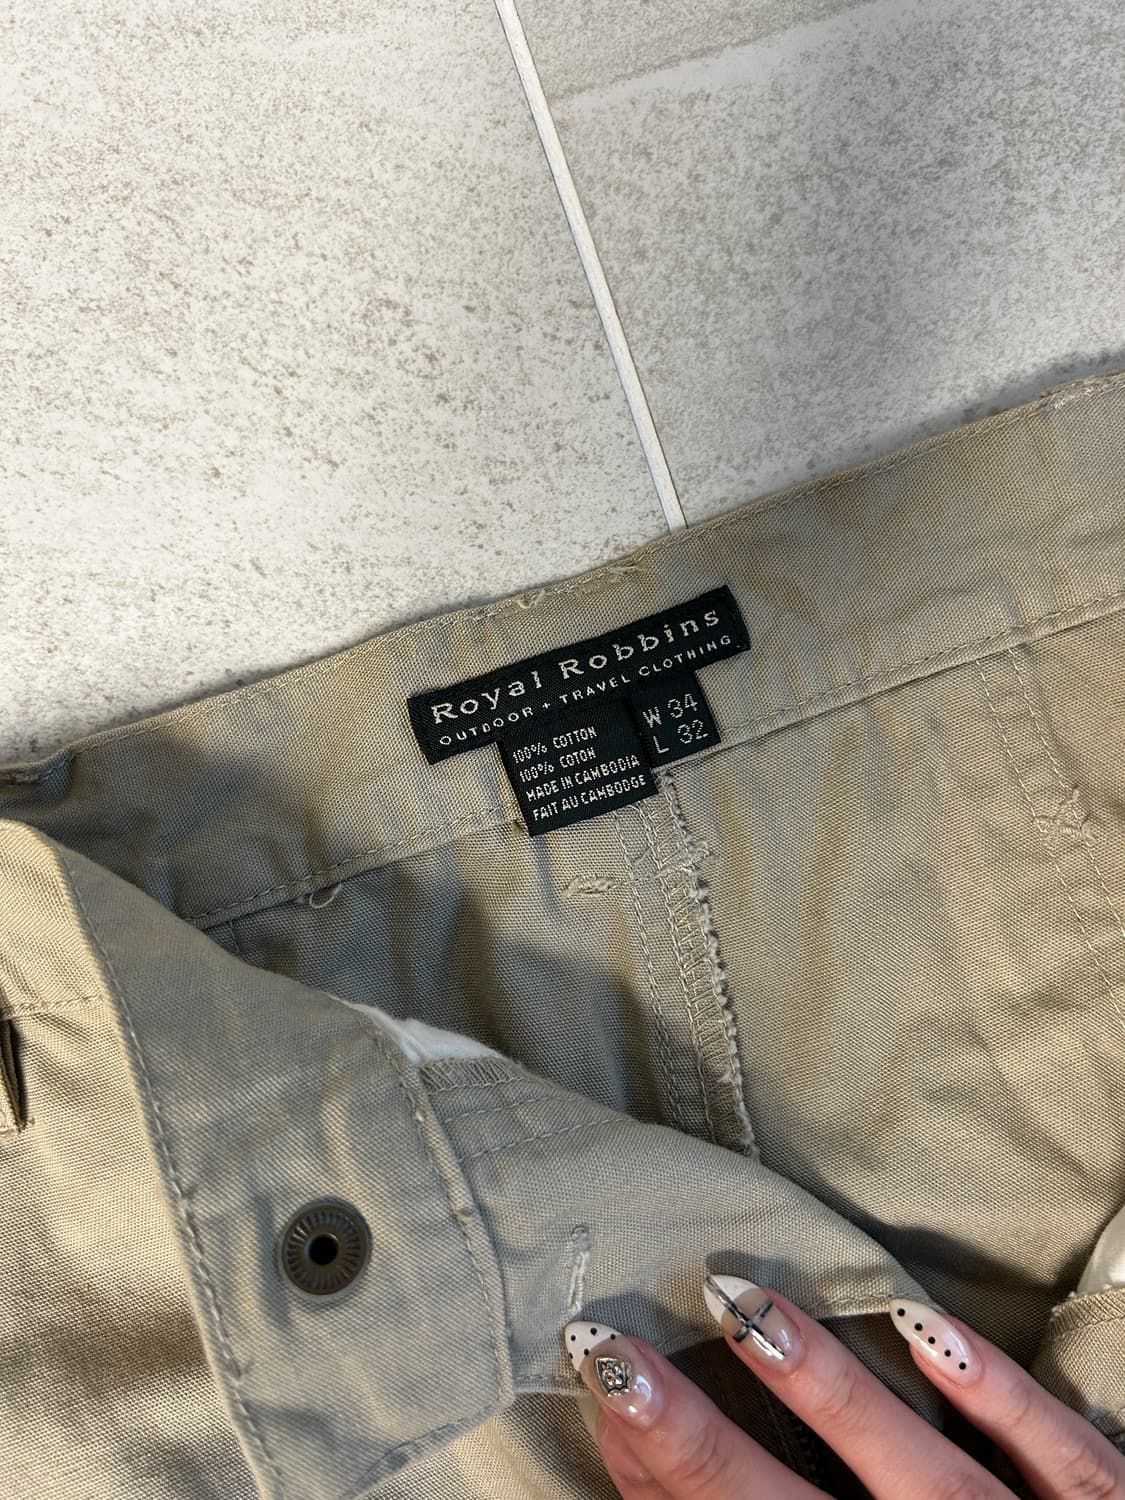 Royal Robbins
OUTDOOR + TRAVEL CLOTHING
100% COTTON
100% COTON
MADE IN CAMBODIA
FAIT AU CAMBODGE
W 34
L 32